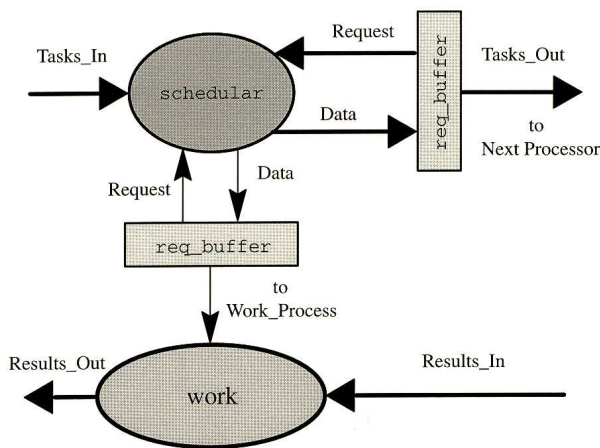 Request
Tasks_In
Tasks_Out
schedular
req_buffer
Data
to
Next Processor
Request
Data
req_buffer
to
Work_Process
Results_Out
Results_In
work